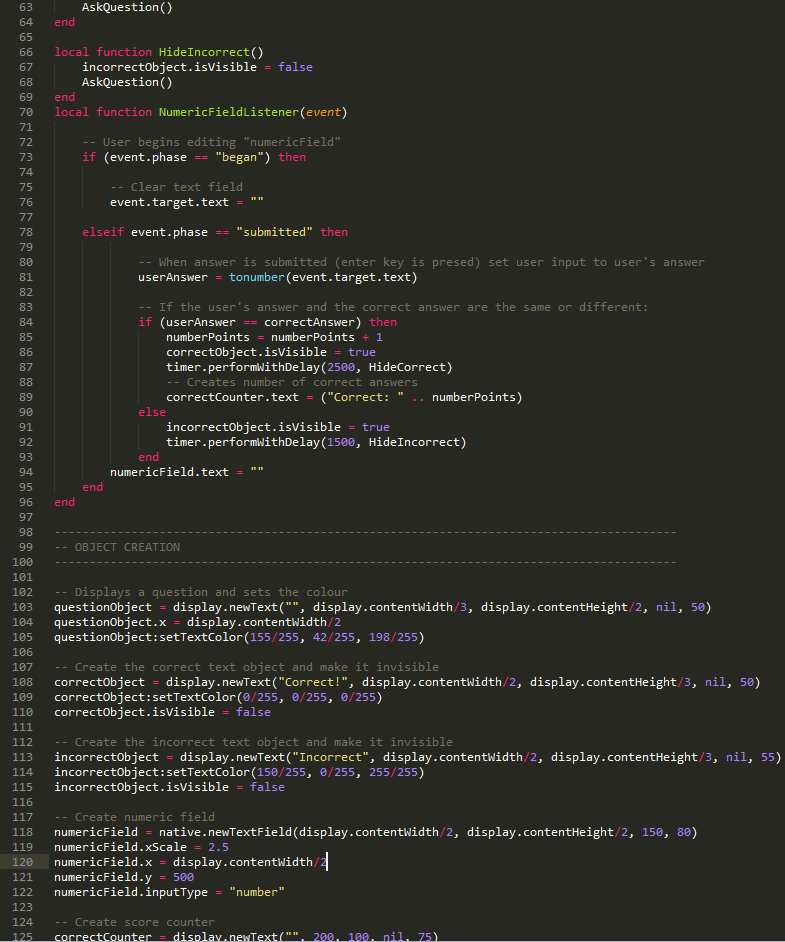 63 AskQuestion()
64 end
65
66 local function HideIncorrect()
67 incorrectObject.isVisible = false
68 AskQuestion()
69 end
70 local function NumericFieldListener(event)
71
72 -- User begins editing "numericField"
73 if (event.phase == "began") then
74
75 -- Clear text field
76 event.target.text = ""
77
78 elseif event.phase == "submitted" then
79
80 -- When answer is submitted (enter key is presed) set user input to user's answer
81 userAnswer = tonumber(event.target.text)
82
83 -- If the user's answer and the correct answer are the same or different:
84 if (userAnswer == correctAnswer) then
85 numberPoints = numberPoints + 1
86 correctObject.isVisible = true
87 timer.performWithDelay(2500, HideCorrect)
88 -- Creates number of correct answers
89 correctCounter.text = ("Correct: " .. numberPoints)
90 else
91 incorrectObject.isVisible = true
92 timer.performWithDelay(1500, HideIncorrect)
93 end
94 numericField.text = ""
95 end
96 end
97
98 -----------------------------------------------------------------------------------------
99 -- OBJECT CREATION
100 -----------------------------------------------------------------------------------------
101
102 -- Displays a question and sets the colour
103 questionObject = display.newText("", display.contentWidth/3, display.contentHeight/2, nil, 50)
104 questionObject.x = display.contentWidth/2
105 questionObject:setTextColor(155/255, 42/255, 198/255)
106
107 -- Create the correct text object and make it invisible
108 correctObject = display.newText("Correct!", display.contentWidth/2, display.contentHeight/3, nil, 50)
109 correctObject:setTextColor(0/255, 0/255, 0/255)
110 correctObject.isVisible = false
111
112 -- Create the incorrect text object and make it invisible
113 incorrectObject = display.newText("Incorrect", display.contentWidth/2, display.contentHeight/3, nil, 55)
114 incorrectObject:setTextColor(150/255, 0/255, 255/255)
115 incorrectObject.isVisible = false
116
117 -- Create numeric field
118 numericField = native.newTextField(display.contentWidth/2, display.contentHeight/2, 150, 80)
119 numericField.xScale = 2.5
120 numericField.x = display.contentWidth/2
121 numericField.y = 500
122 numericField.inputType = "number"
123
124 -- Create score counter
125 correctCounter = display.newText("", 200, 100, nil, 75)